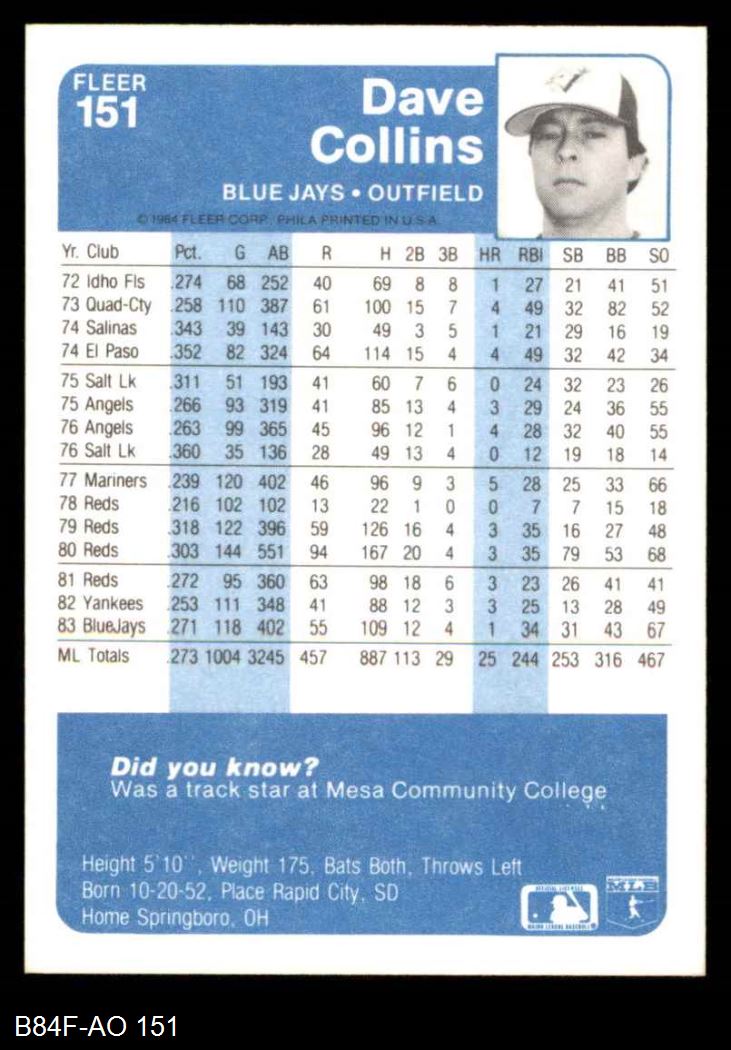 FLEER
151
Dave
Collins
BLUE JAYS • OUTFIELD
© 1984 FLEER CORP. PHILA PRINTED IN U.S.A.
Yr. Club Pct. G AB R H 2B 3B HR RBI SB BB SO
72 Idho Fls .274 68 252 40 69 8 8 1 27 21 41 51
73 Quad-Cty .258 110 387 61 100 15 7 4 49 32 82 52
74 Salinas .343 39 143 30 49 3 5 1 21 29 16 19
74 El Paso .352 82 324 64 114 15 4 4 49 32 42 34
75 Salt Lk .311 51 193 41 60 7 6 0 24 32 23 26
75 Angels .266 93 319 41 85 13 4 3 29 24 36 55
76 Angels .263 99 365 45 96 12 1 4 28 32 40 55
76 Salt Lk .360 35 136 28 49 13 4 0 12 19 18 14
77 Mariners .239 120 402 46 96 9 3 5 28 25 33 66
78 Reds .216 102 102 13 22 1 0 0 7 7 15 18
79 Reds .318 122 396 59 126 16 4 3 35 16 27 48
80 Reds .303 144 551 94 167 20 4 3 35 79 53 68
81 Reds .272 95 360 63 98 18 6 3 23 26 41 41
82 Yankees .253 111 348 41 88 12 3 3 25 13 28 49
83 BlueJays .271 118 402 55 109 12 4 1 34 31 43 67
ML Totals .273 1004 3245 457 887 113 29 25 244 253 316 467
Did you know?
Was a track star at Mesa Community College
Height 5'10'', Weight 175, Bats Both, Throws Left
Born 10-20-52, Place Rapid City, SD
Home Springboro, OH
OFFICIAL LICENSEE
MAJOR LEAGUE BASEBALL
MLB
B84F-AO 151